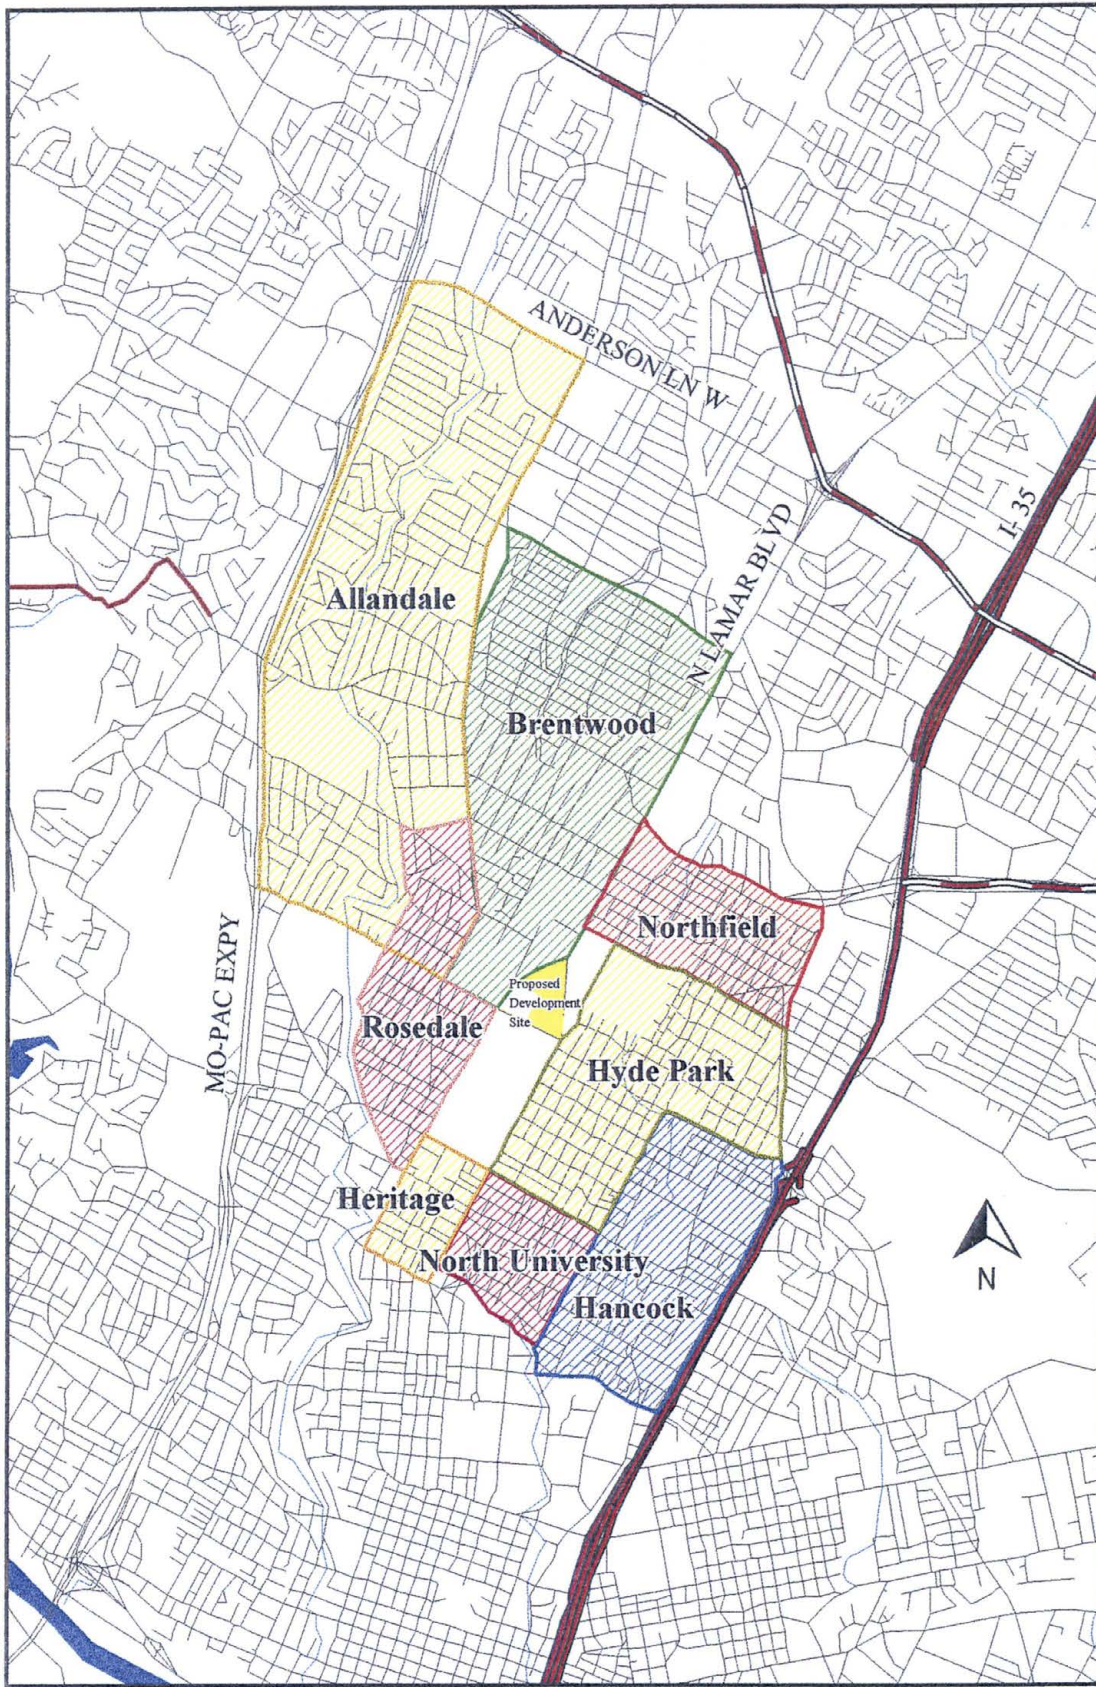 ANDERSON LN W
I- 35
N LAMAR BLVD
Allandale
Brentwood
Northfield
MO-PAC EXPY
Proposed
Development
Site
Rosedale
Hyde Park
Heritage
North University
Hancock
N